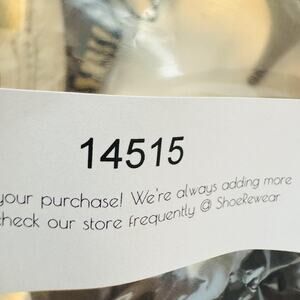 14515
your purchase! We're always adding more
check our store frequently @ ShoeRewear